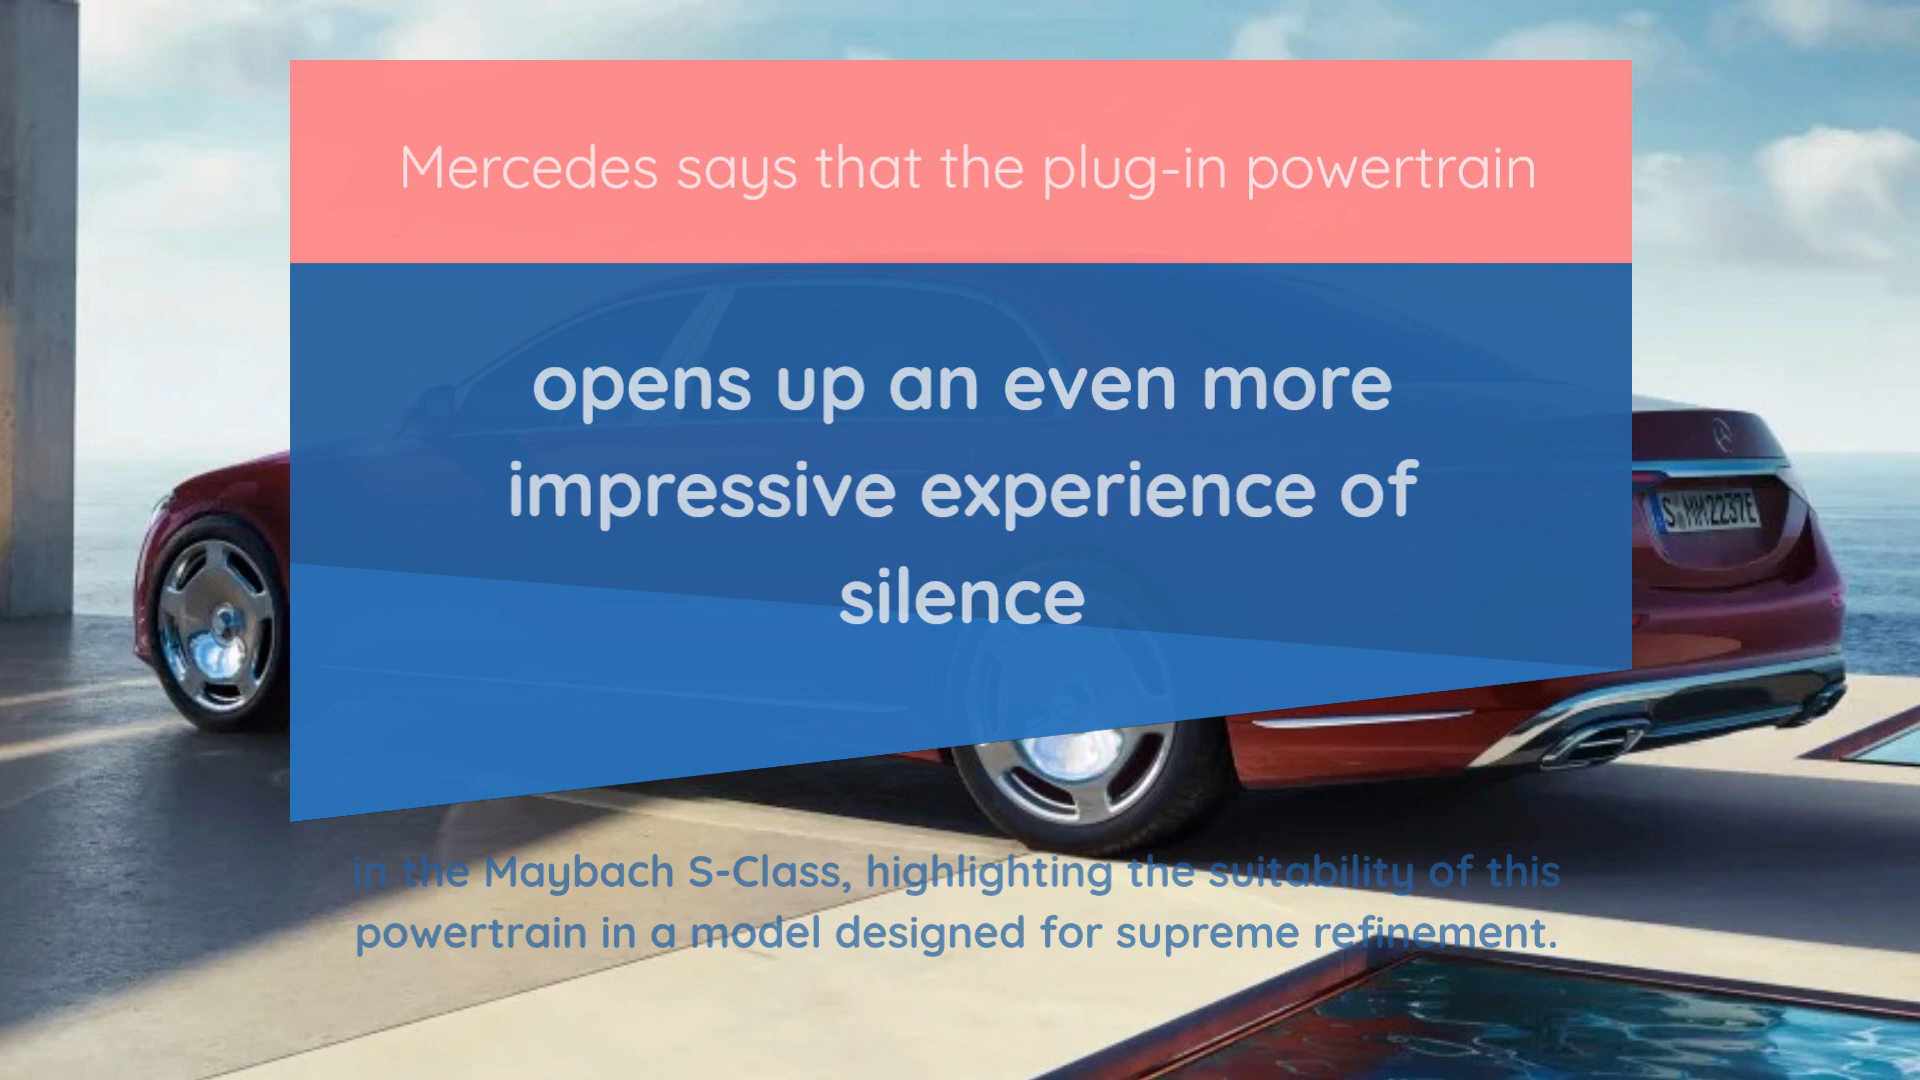 Mercedes says that the plug-in powertrain
opens up an even more
impressive experience of
silence
S MM2237E
in the Maybach S-Class, highlighting the suitability of this
powertrain in a model designed for supreme refinement.